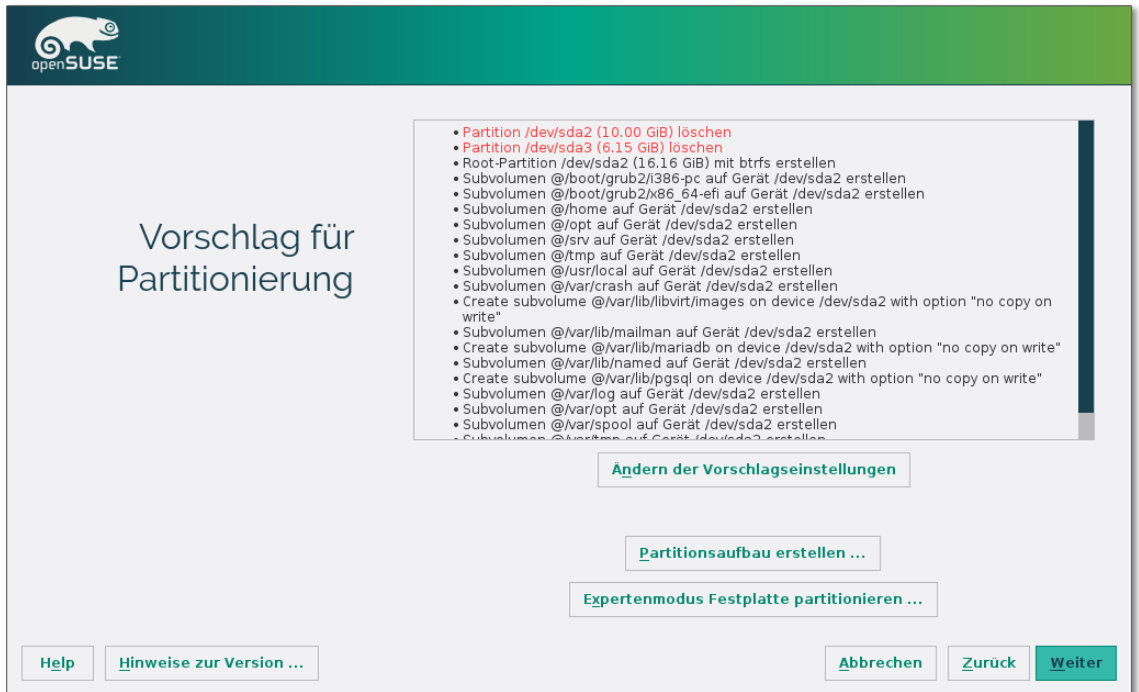 openSUSE
Vorschlag für
Partitionierung
• Partition /dev/sda2 (10.00 GiB) löschen
• Partition /dev/sda3 (6.15 GiB) löschen
• Root-Partition /dev/sda2 (16.16 GiB) mit btrfs erstellen
• Subvolumen @/boot/grub2/i386-pc auf Gerät /dev/sda2 erstellen
• Subvolumen @/boot/grub2/x86_64-efi auf Gerät /dev/sda2 erstellen
• Subvolumen @/home auf Gerät /dev/sda2 erstellen
• Subvolumen @/opt auf Gerät /dev/sda2 erstellen
• Subvolumen @/srv auf Gerät /dev/sda2 erstellen
• Subvolumen @/tmp auf Gerät /dev/sda2 erstellen
• Subvolumen @/usr/local auf Gerät /dev/sda2 erstellen
• Subvolumen @/var/crash auf Gerät /dev/sda2 erstellen
• Create subvolume @/var/lib/libvirt/images on device /dev/sda2 with option "no copy on
write"
• Subvolumen @/var/lib/mailman auf Gerät /dev/sda2 erstellen
• Create subvolume @/var/lib/mariadb on device /dev/sda2 with option "no copy on write"
• Subvolumen @/var/lib/named auf Gerät /dev/sda2 erstellen
• Create subvolume @/var/lib/pgsql on device /dev/sda2 with option "no copy on write"
• Subvolumen @/var/log auf Gerät /dev/sda2 erstellen
• Subvolumen @/var/opt auf Gerät /dev/sda2 erstellen
• Subvolumen @/var/spool auf Gerät /dev/sda2 erstellen
• Subvolumen @/var/tmp auf Gerät /dev/sda2 erstellen
Ändern der Vorschlagseinstellungen
Partitionsaufbau erstellen ...
Expertenmodus Festplatte partitionieren ...
Help
Hinweise zur Version ...
Abbrechen
Zurück
Weiter